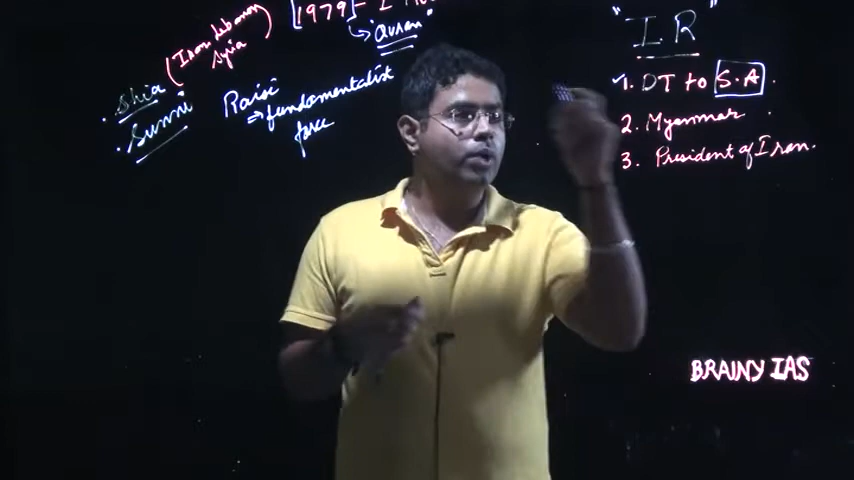 [1979]-
"Quran"
(Iran Lebanon
Syria)
. Shia
. Sunni
Raisi
⇒ fundamentalist
force
"I.R"
✓1. DT to S.A.
2. Myanmar
3. President of Iran.
BRAINY IAS